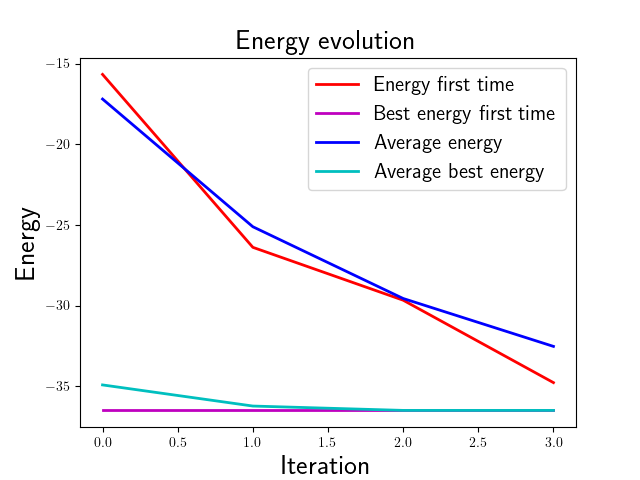 Energy evolution
Energy first time
Best energy first time
Average energy
Average best energy
Energy
−15
−20
−25
−30
−35
0.0 0.5 1.0 1.5 2.0 2.5 3.0
Iteration